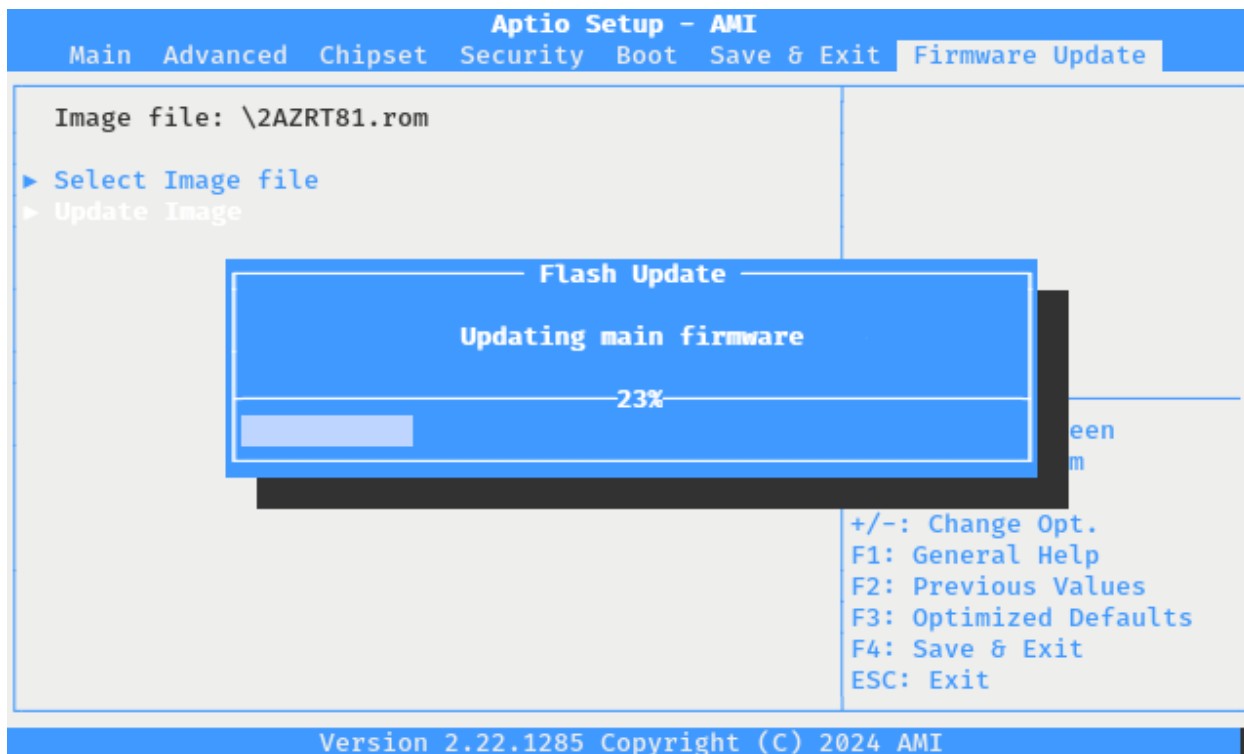 Aptio Setup – AMI
Main Advanced Chipset Security Boot Save & Exit Firmware Update
Image file: \2AZRT81.rom
► Select Image file
► Update Image
Flash Update
Updating main firmware
23%
een
m
+/-: Change Opt.
F1: General Help
F2: Previous Values
F3: Optimized Defaults
F4: Save & Exit
ESC: Exit
Version 2.22.1285 Copyright (C) 2024 AMI